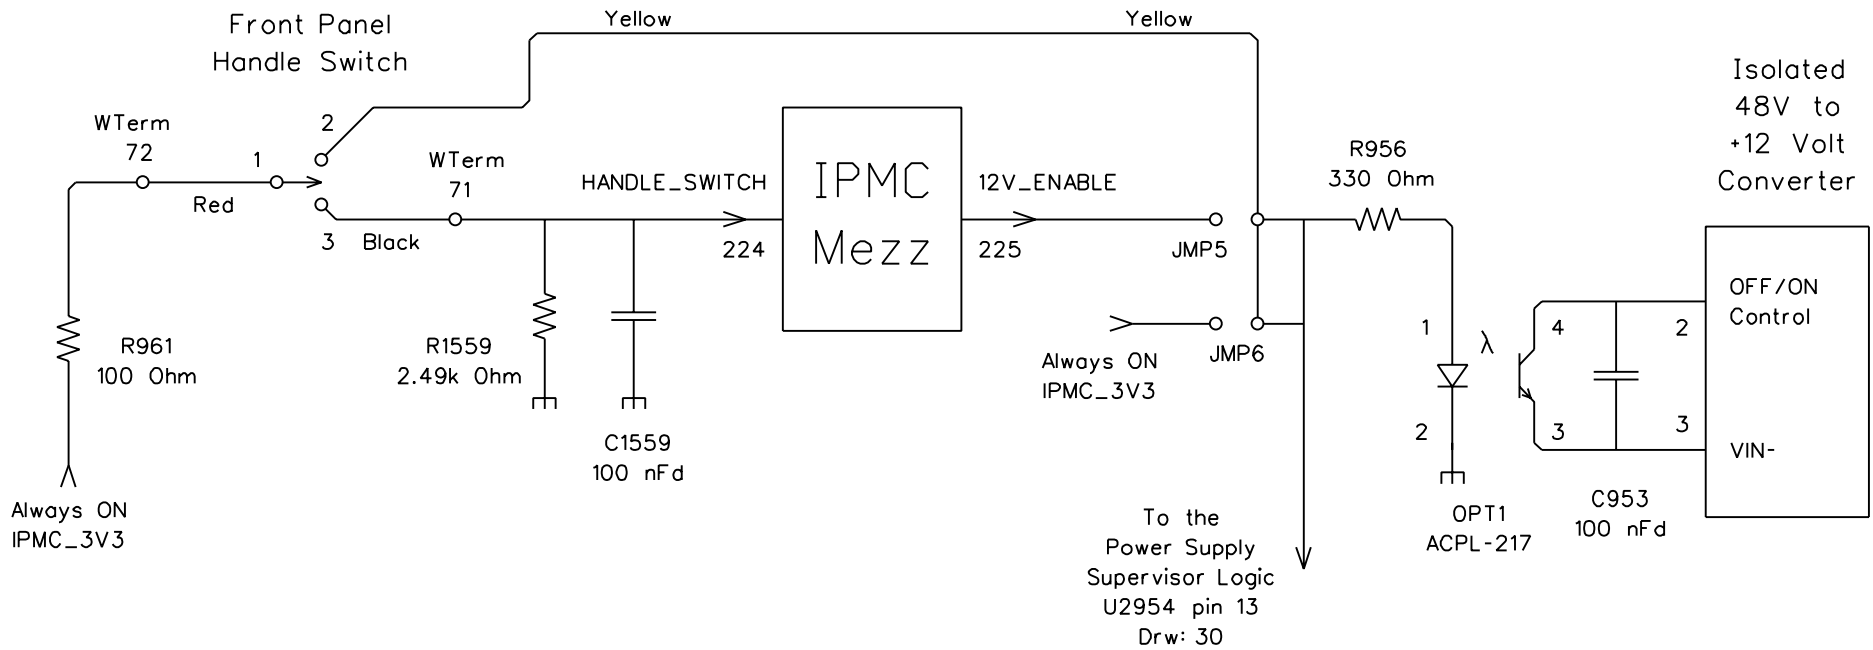 Yellow
Yellow
Front Panel
Handle Switch
Isolated
48V to
+12 Volt
Converter
WTerm
72
1
2
Red
3
Black
WTerm
71
HANDLE_SWITCH
224
IPMC
Mezz
12V_ENABLE
225
JMP5
JMP6
Always ON
IPMC_3V3
R956
330 Ohm
R961
100 Ohm
Always ON
IPMC_3V3
R1559
2.49k Ohm
C1559
100 nFd
To the
Power Supply
Supervisor Logic
U2954 pin 13
Drw: 30
1
λ
2
4
3
OPT1
ACPL-217
C953
100 nFd
2
3
OFF/ON
Control
VIN-